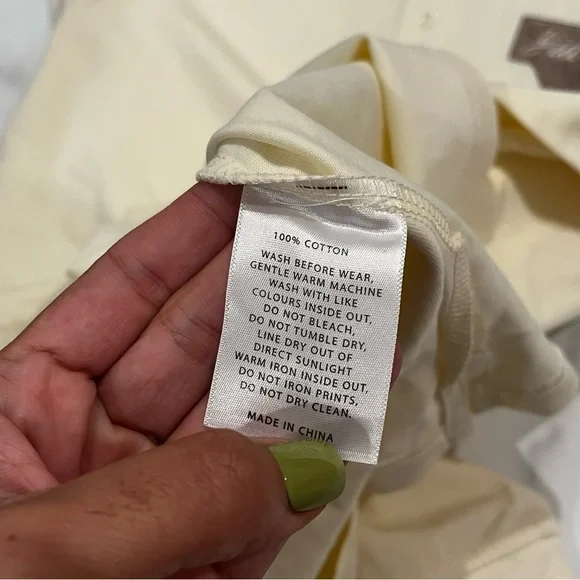 100% COTTON
WASH BEFORE WEAR,
GENTLE WARM MACHINE
WASH WITH LIKE
COLOURS INSIDE OUT,
DO NOT BLEACH,
DO NOT TUMBLE DRY,
LINE DRY OUT OF
DIRECT SUNLIGHT
WARM IRON INSIDE OUT,
DO NOT IRON PRINTS,
DO NOT DRY CLEAN.
MADE IN CHINA